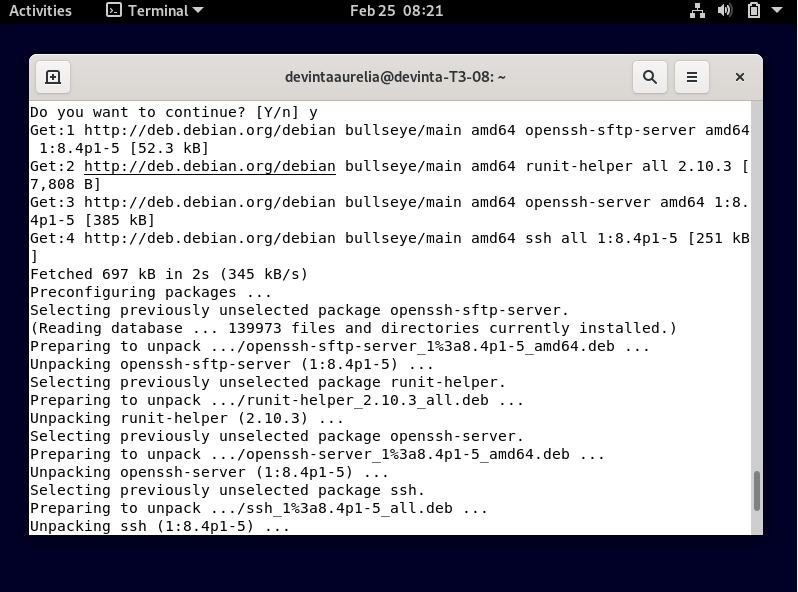 Activities Terminal Feb 25 08:21
devintaaurelia@devinta-T3-08: ~
Do you want to continue? [Y/n] y
Get:1 http://deb.debian.org/debian bullseye/main amd64 openssh-sftp-server amd64
 1:8.4p1-5 [52.3 kB]
Get:2 http://deb.debian.org/debian bullseye/main amd64 runit-helper all 2.10.3 [
7,808 B]
Get:3 http://deb.debian.org/debian bullseye/main amd64 openssh-server amd64 1:8.
4p1-5 [385 kB]
Get:4 http://deb.debian.org/debian bullseye/main amd64 ssh all 1:8.4p1-5 [251 kB
]
Fetched 697 kB in 2s (345 kB/s)
Preconfiguring packages ...
Selecting previously unselected package openssh-sftp-server.
(Reading database ... 139973 files and directories currently installed.)
Preparing to unpack .../openssh-sftp-server_1%3a8.4p1-5_amd64.deb ...
Unpacking openssh-sftp-server (1:8.4p1-5) ...
Selecting previously unselected package runit-helper.
Preparing to unpack .../runit-helper_2.10.3_all.deb ...
Unpacking runit-helper (2.10.3) ...
Selecting previously unselected package openssh-server.
Preparing to unpack .../openssh-server_1%3a8.4p1-5_amd64.deb ...
Unpacking openssh-server (1:8.4p1-5) ...
Selecting previously unselected package ssh.
Preparing to unpack .../ssh_1%3a8.4p1-5_all.deb ...
Unpacking ssh (1:8.4p1-5) ...